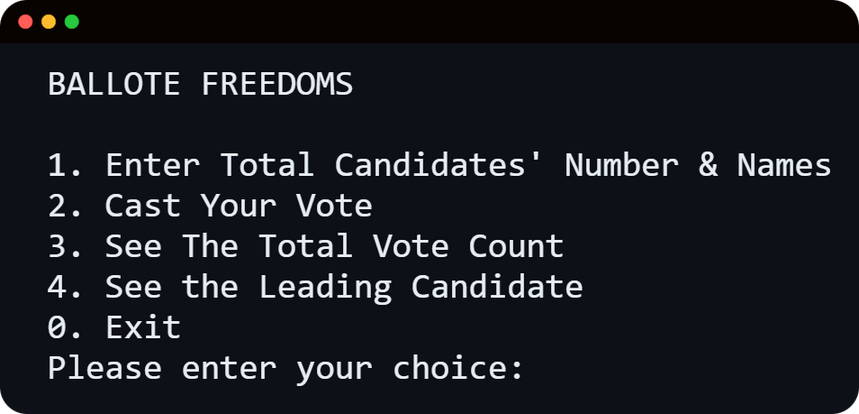 BALLOTE FREEDOMS
1. Enter Total Candidates' Number & Names
2. Cast Your Vote
3. See The Total Vote Count
4. See the Leading Candidate
0. Exit
Please enter your choice: